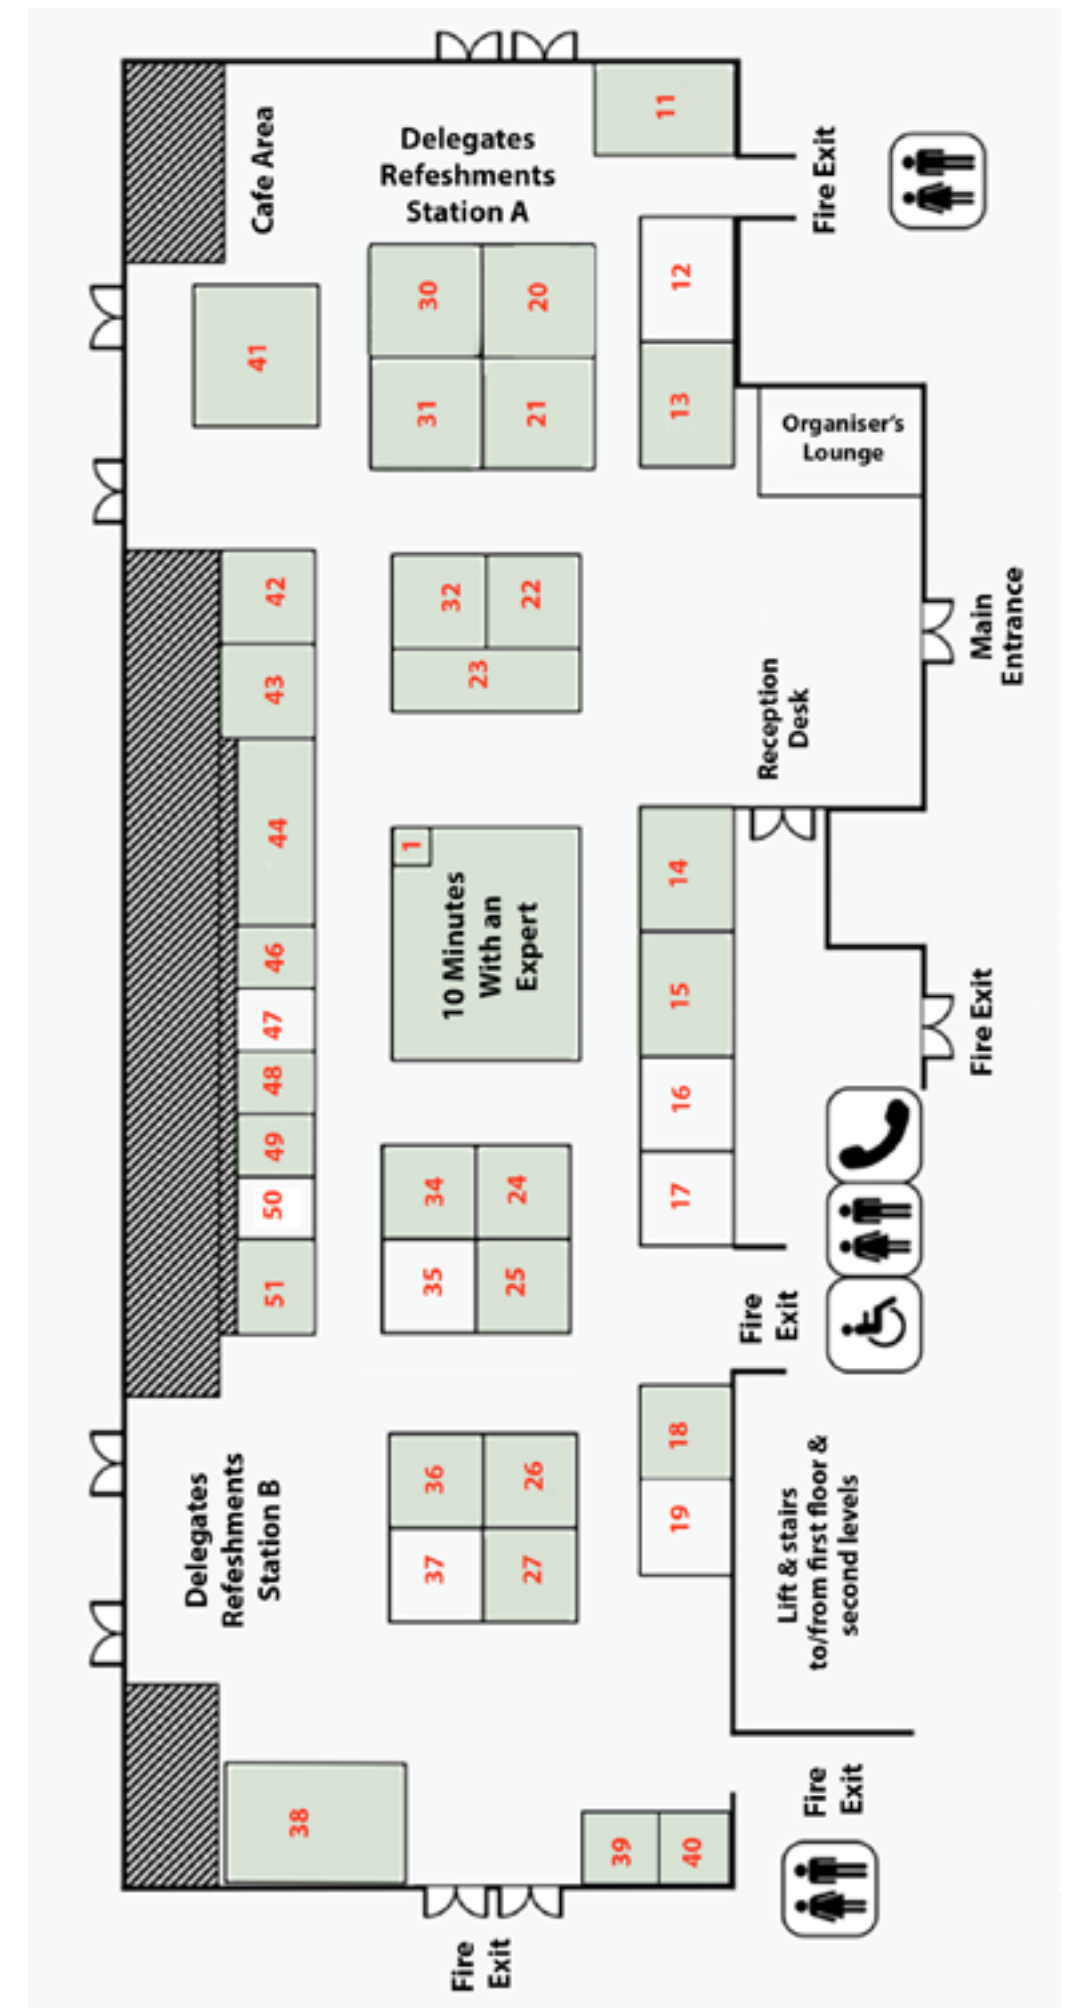 11
Delegates
Refeshments
Station A
Cafe Area
Fire Exit
30
20
12
41
31
21
13
Organiser's
Lounge
42
32
22
Main
Entrance
43
23
Reception
Desk
44
1
14
10 Minutes
With an
Expert
46
15
47
Fire Exit
48
16
49
34
24
17
50
51
35
25
Fire
Exit
36
26
18
Delegates
Refeshments
Station B
37
27
19
Lift & stairs
to/from first floor &
second levels
38
39
40
Fire
Exit
Fire
Exit